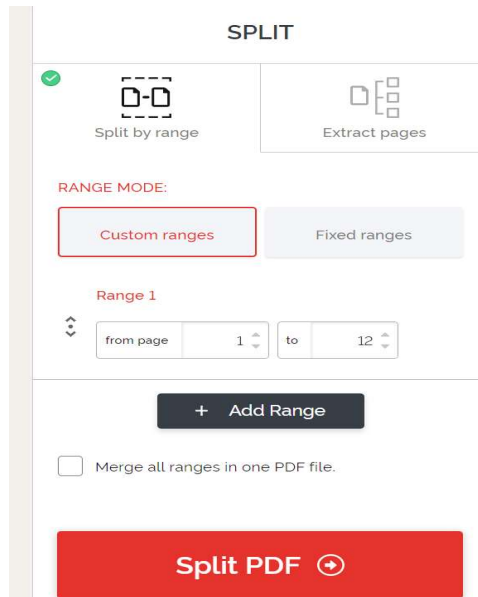 SPLIT
Split by range
Extract pages
RANGE MODE:
Custom ranges
Fixed ranges
Range 1
from page 1 to 12
+ Add Range
Merge all ranges in one PDF file.
Split PDF